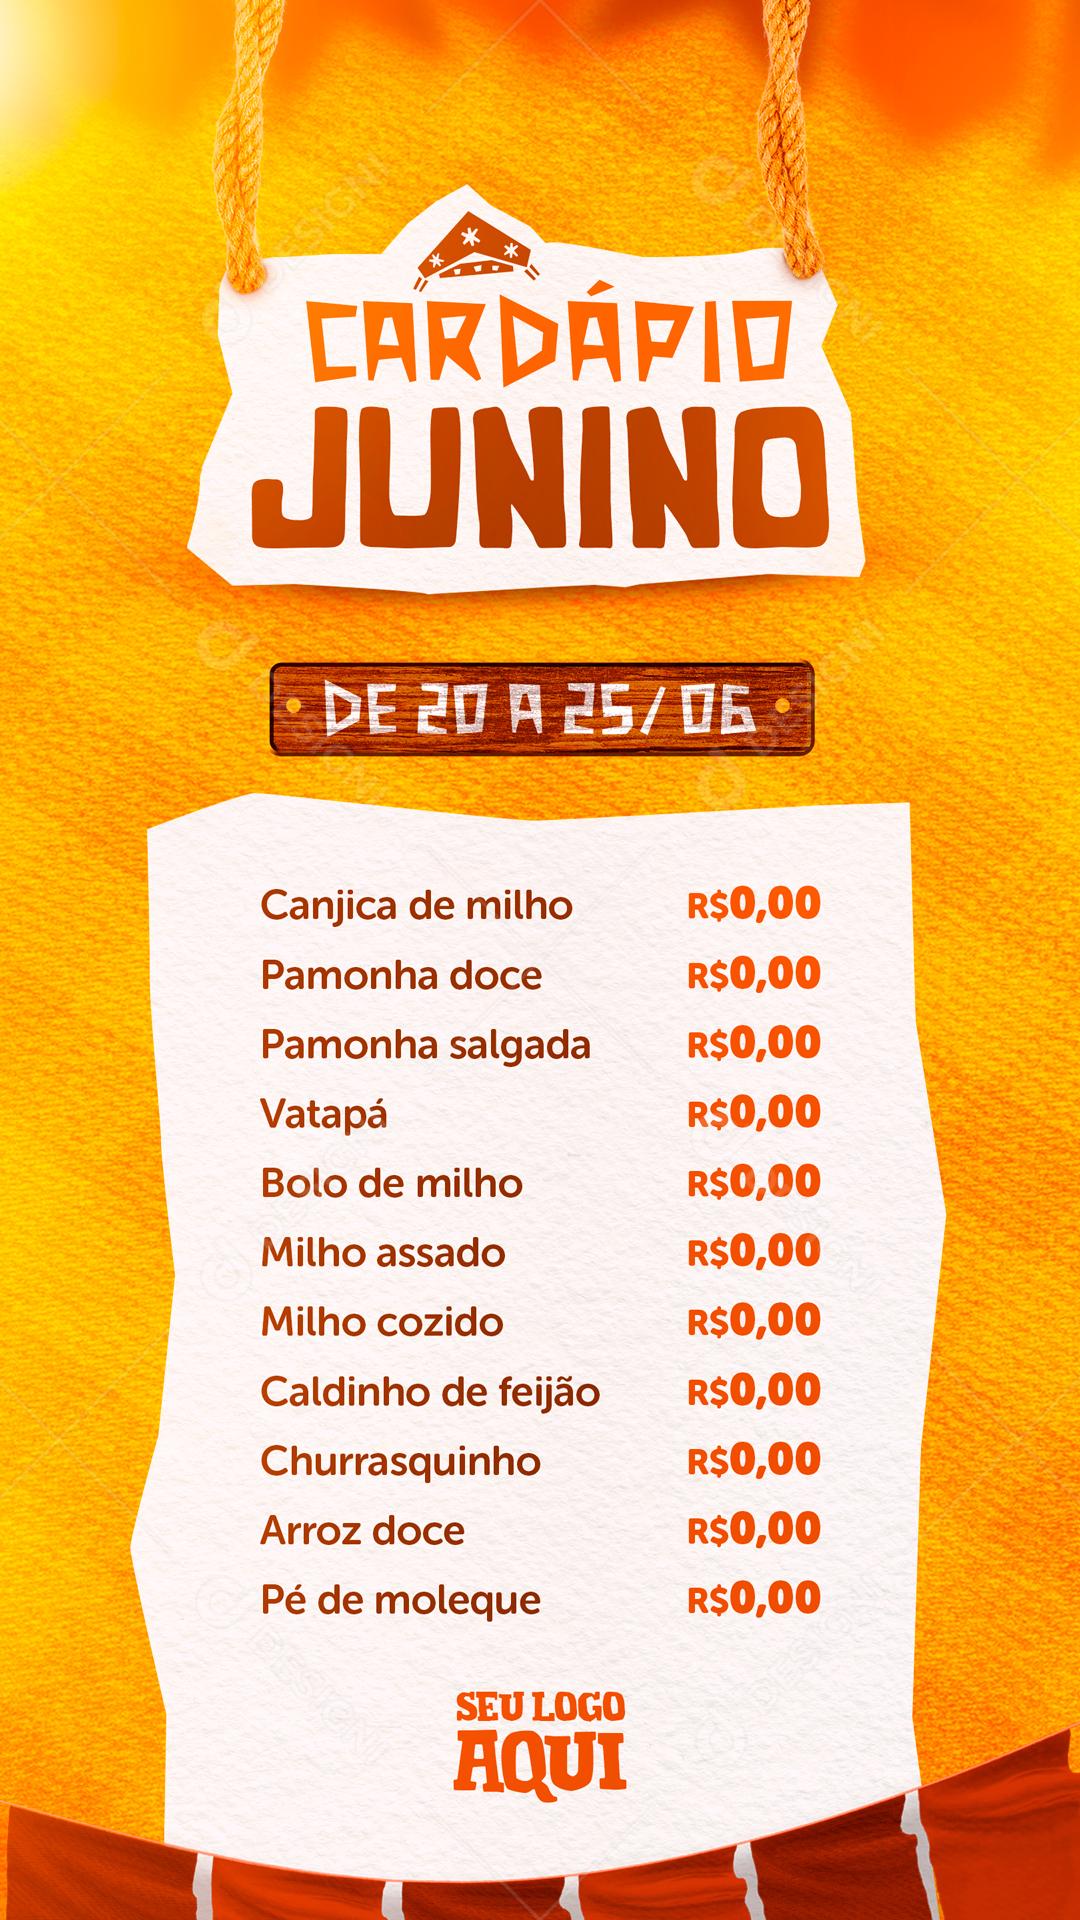 CARDÁPIO
JUNINO
DE 20 A 25/06
Canjica de milho R$0,00
Pamonha doce R$0,00
Pamonha salgada R$0,00
Vatapá R$0,00
Bolo de milho R$0,00
Milho assado R$0,00
Milho cozido R$0,00
Caldinho de feijão R$0,00
Churrasquinho R$0,00
Arroz doce R$0,00
Pé de moleque R$0,00
SEU LOGO
AQUI